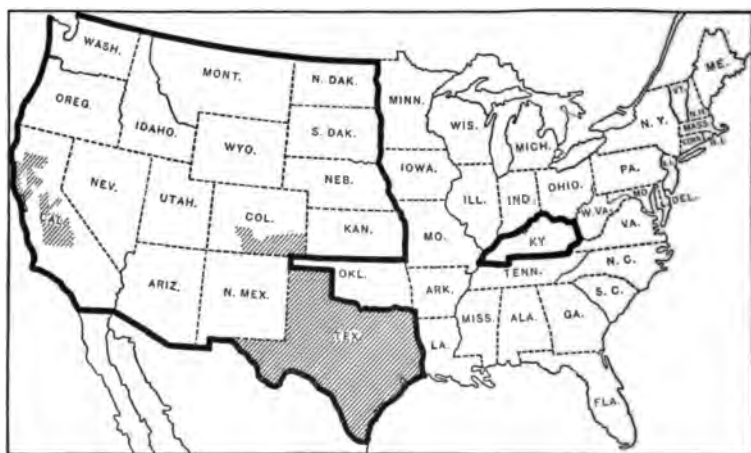 WASH.
MONT.
N. DAK.
MINN.
ME.
OREG.
IDAHO.
WYO.
S. DAK.
WIS.
MICH.
N. Y.
VT.
N.H.
MASS.
CONN.
R.I.
NEV.
UTAH.
COL.
NEB.
IOWA.
ILL.
IND.
OHIO.
PA.
N.J.
CAL.
KAN.
MO.
KY
W.VA.
MD.
DEL.
VA.
ARIZ.
N. MEX.
OKL.
ARK.
TENN.
N. C.
S. C.
TEX.
LA.
MISS.
ALA.
GA.
FLA.